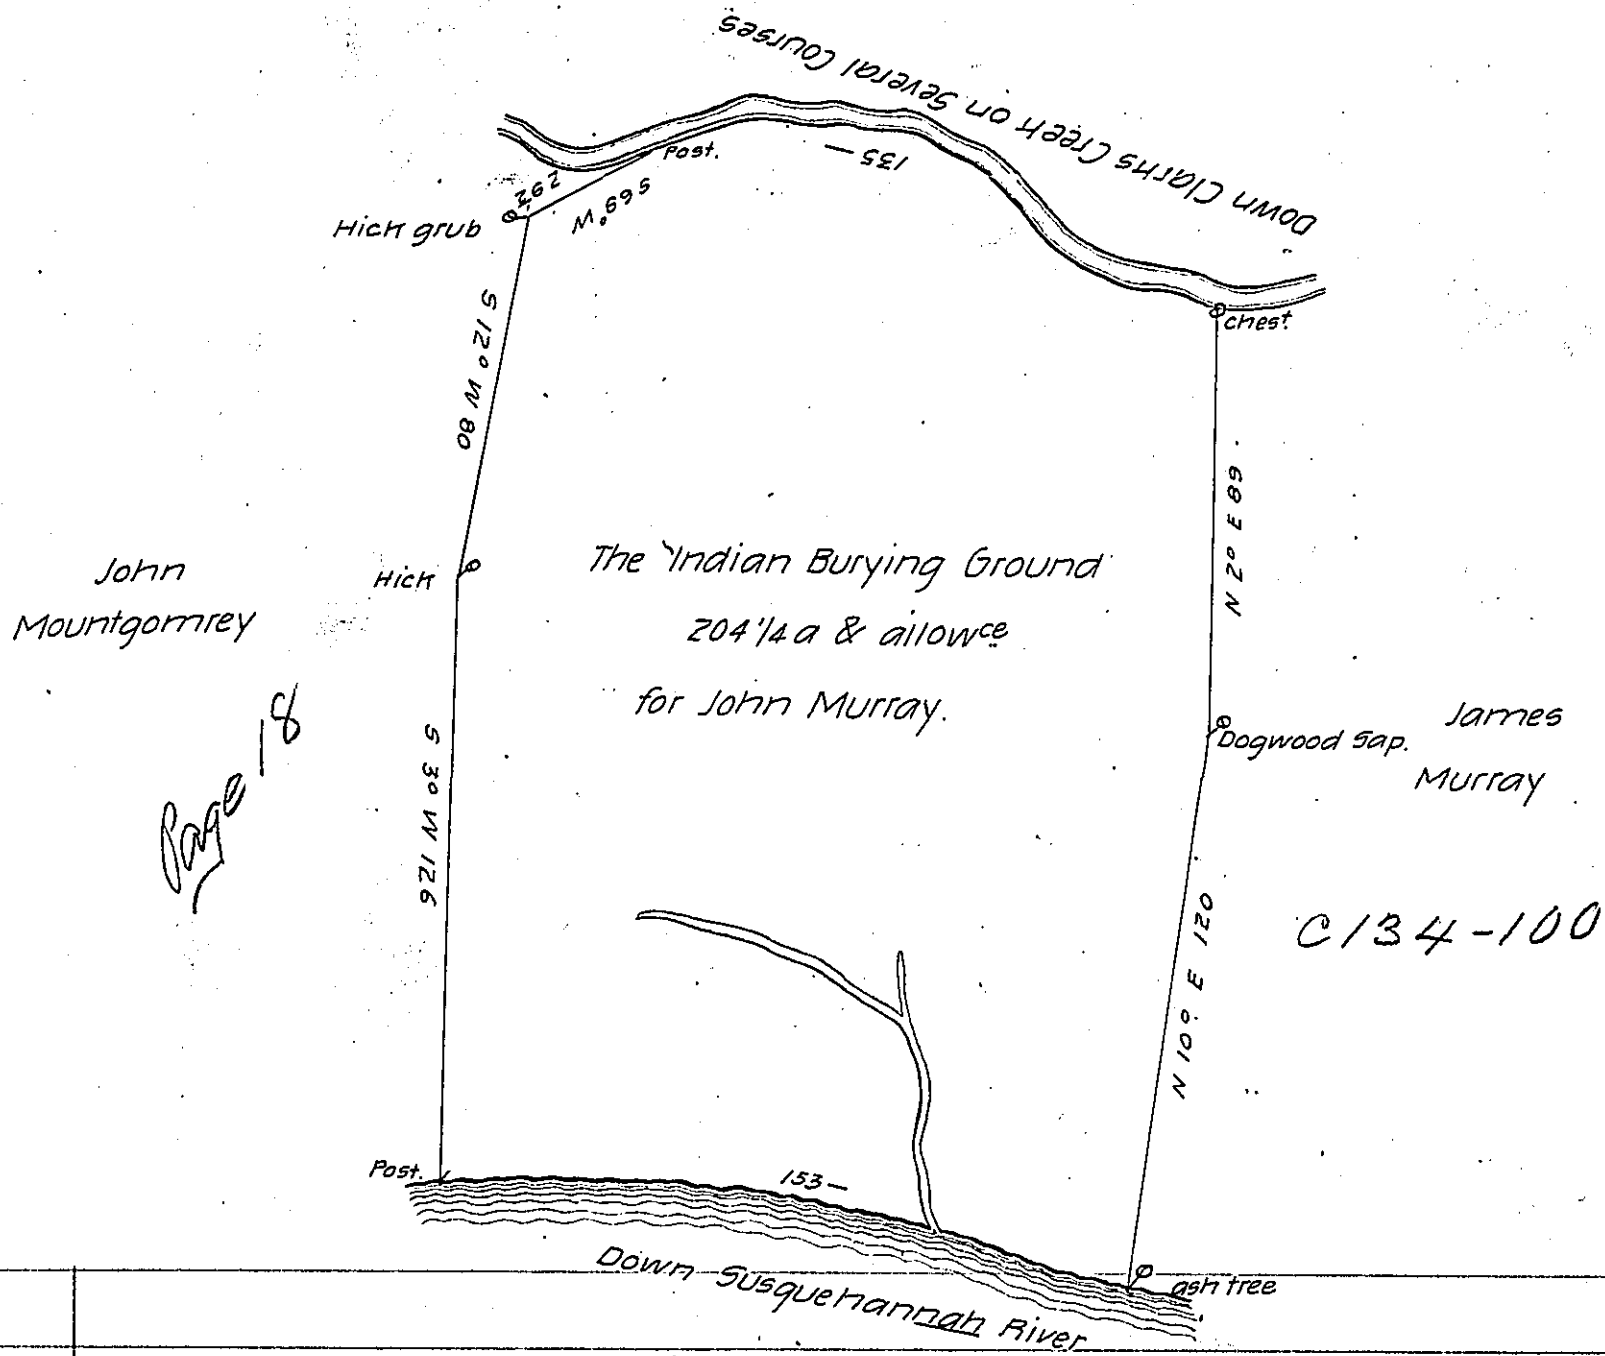 Down Clarks Creek on Several Courses
Post.
135
292
S 69° W
Hick grub
S 12° W 80
chest
N 2° E 89
John
Mountgomrey
Hick
The Indian Burying Ground
204 1/4 a & allowce
for John Murray.
Dogwood Sap.
James
Murray
Page 18
S 3° W 126
N 10° E 120
C134-100
Post.
153
ash tree
Down Susquehannah River